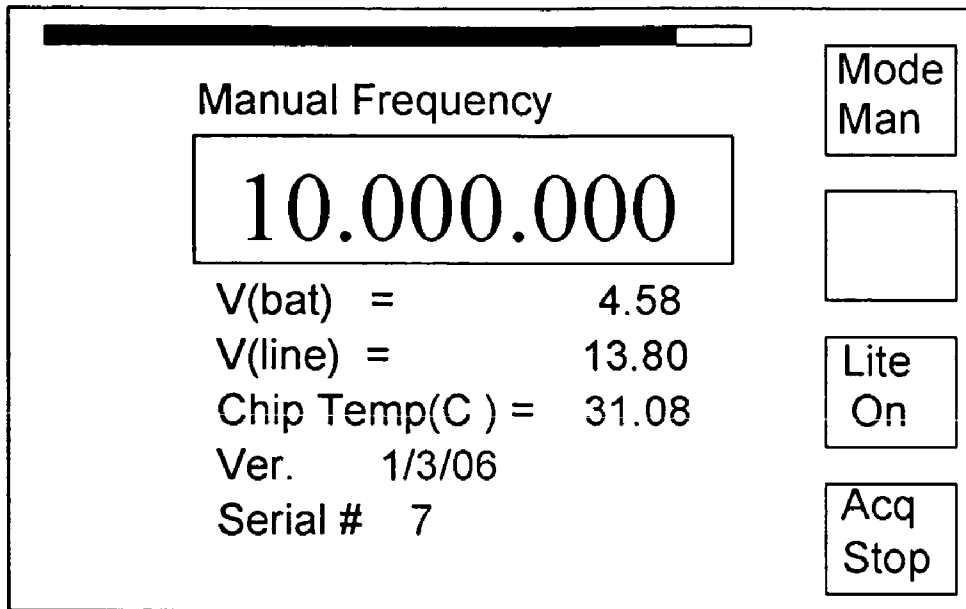 Manual Frequency
10.000.000
V(bat) = 4.58
V(line) = 13.80
Chip Temp(C ) = 31.08
Ver. 1/3/06
Serial # 7
Mode
Man
Lite
On
Acq
Stop